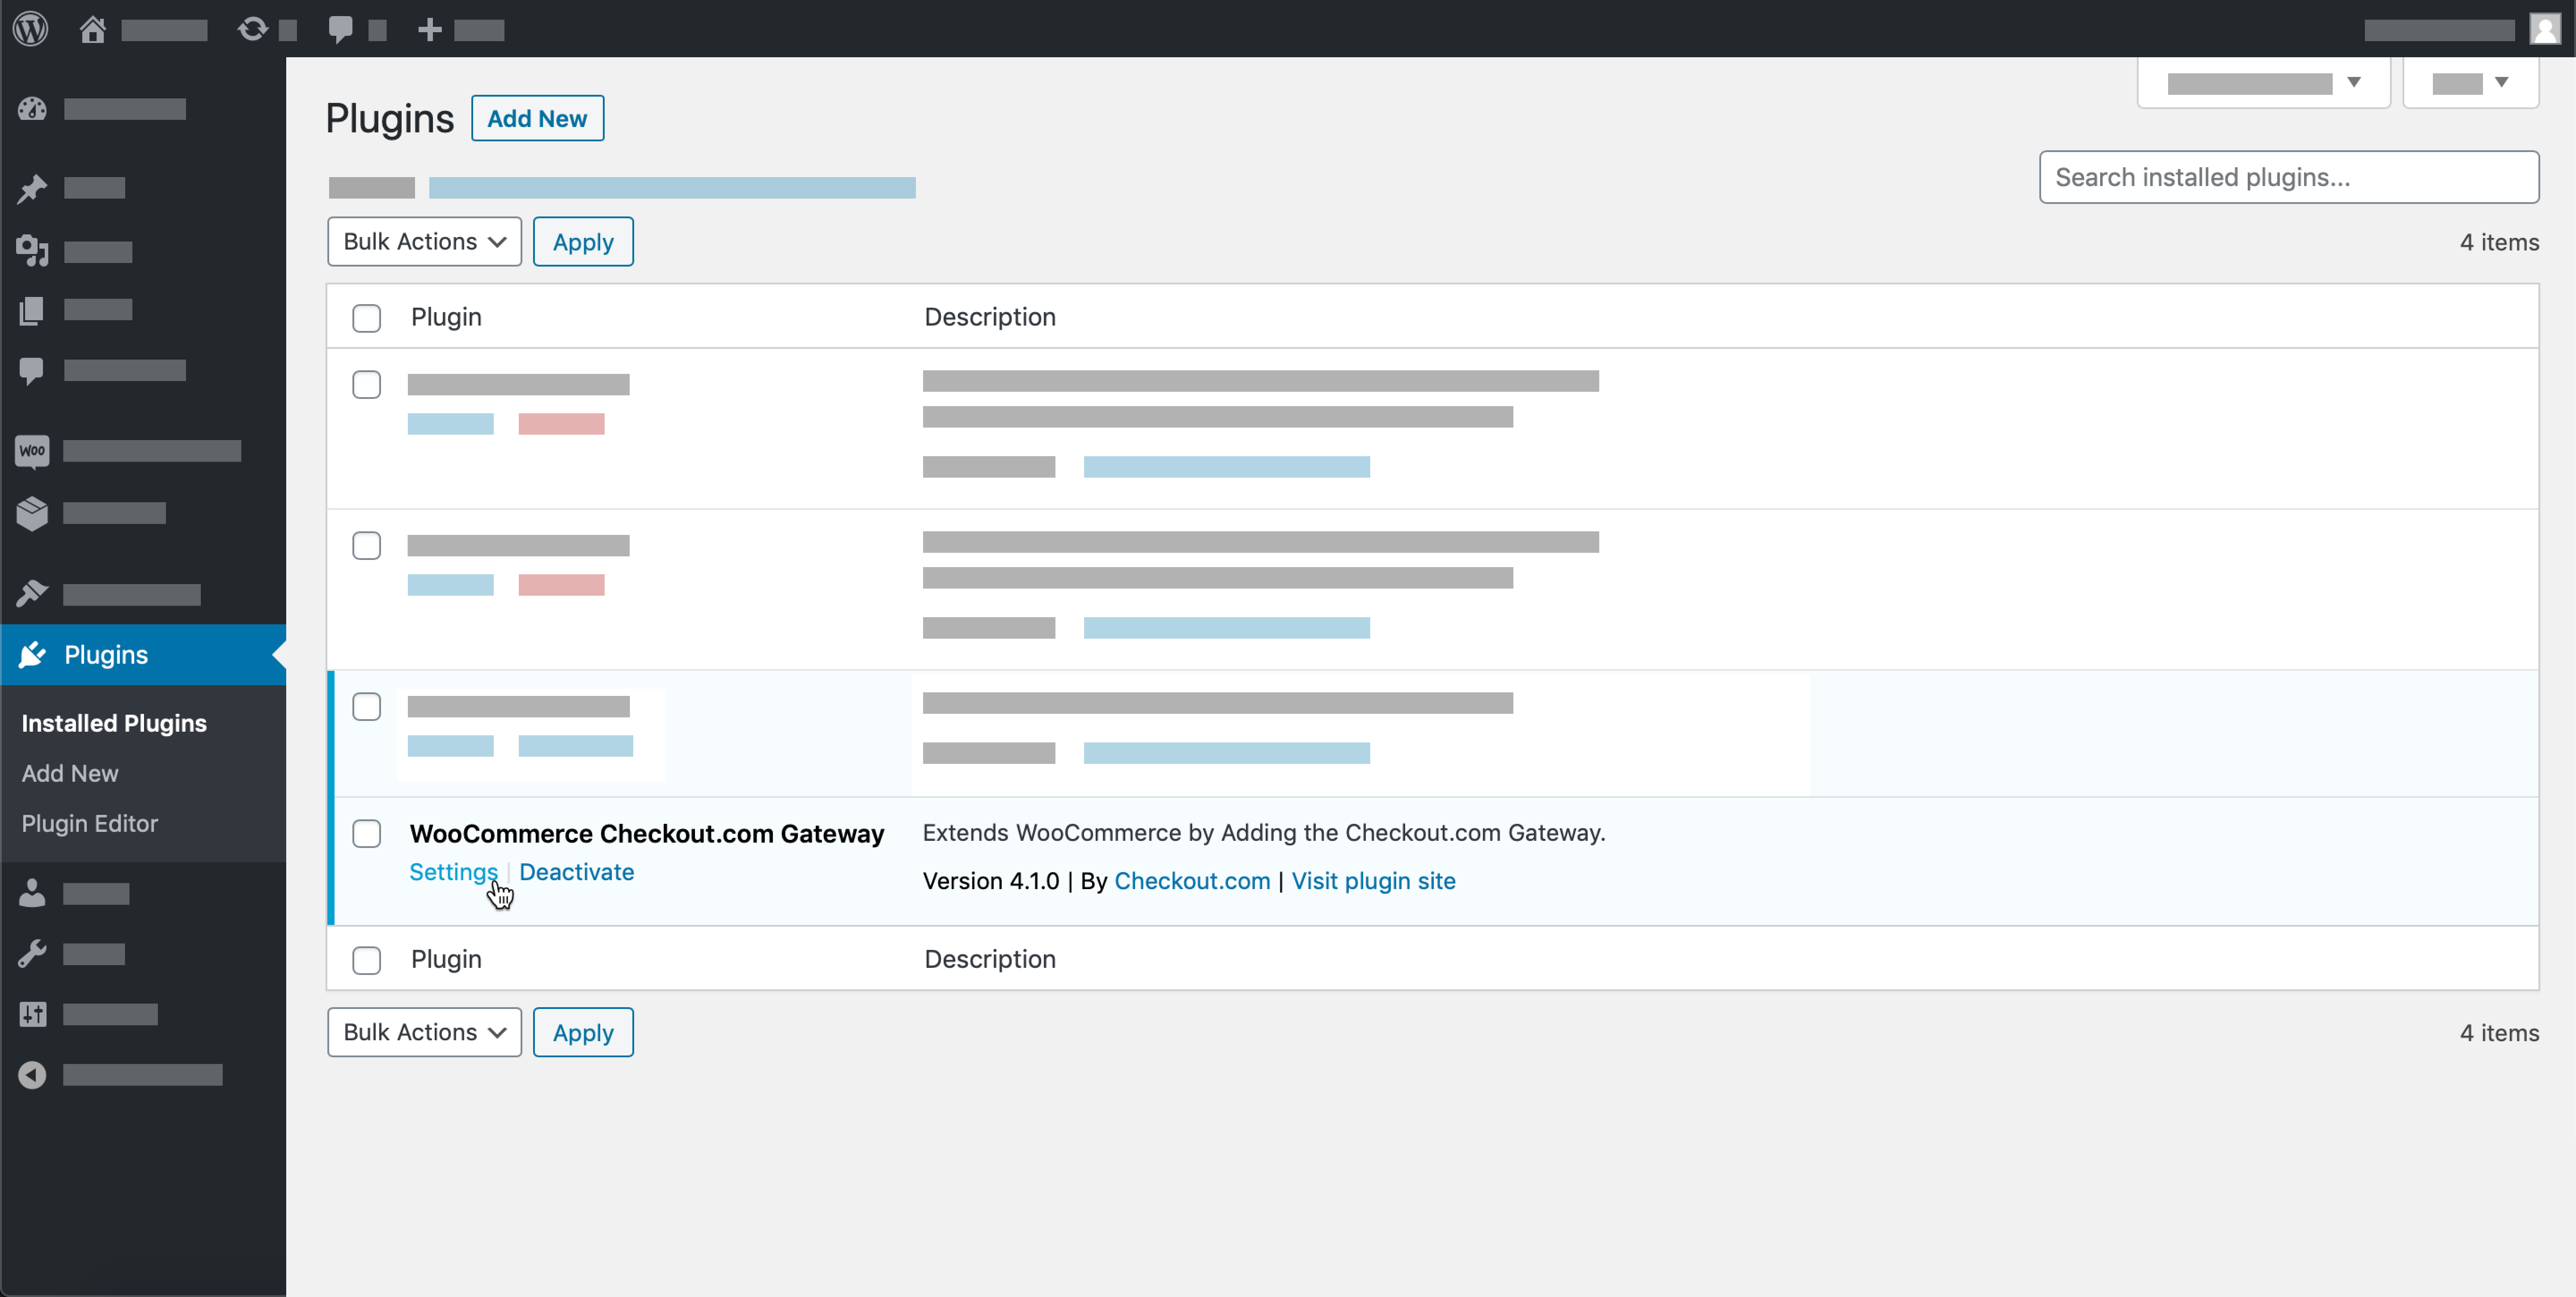 Plugins Add New
Search installed plugins...
Bulk Actions Apply 4 items
Plugin Description
Woo
Plugins
Installed Plugins
Add New
Plugin Editor
WooCommerce Checkout.com Gateway Extends WooCommerce by Adding the Checkout.com Gateway.
Settings | Deactivate Version 4.1.0 | By Checkout.com | Visit plugin site
Plugin Description
Bulk Actions Apply 4 items